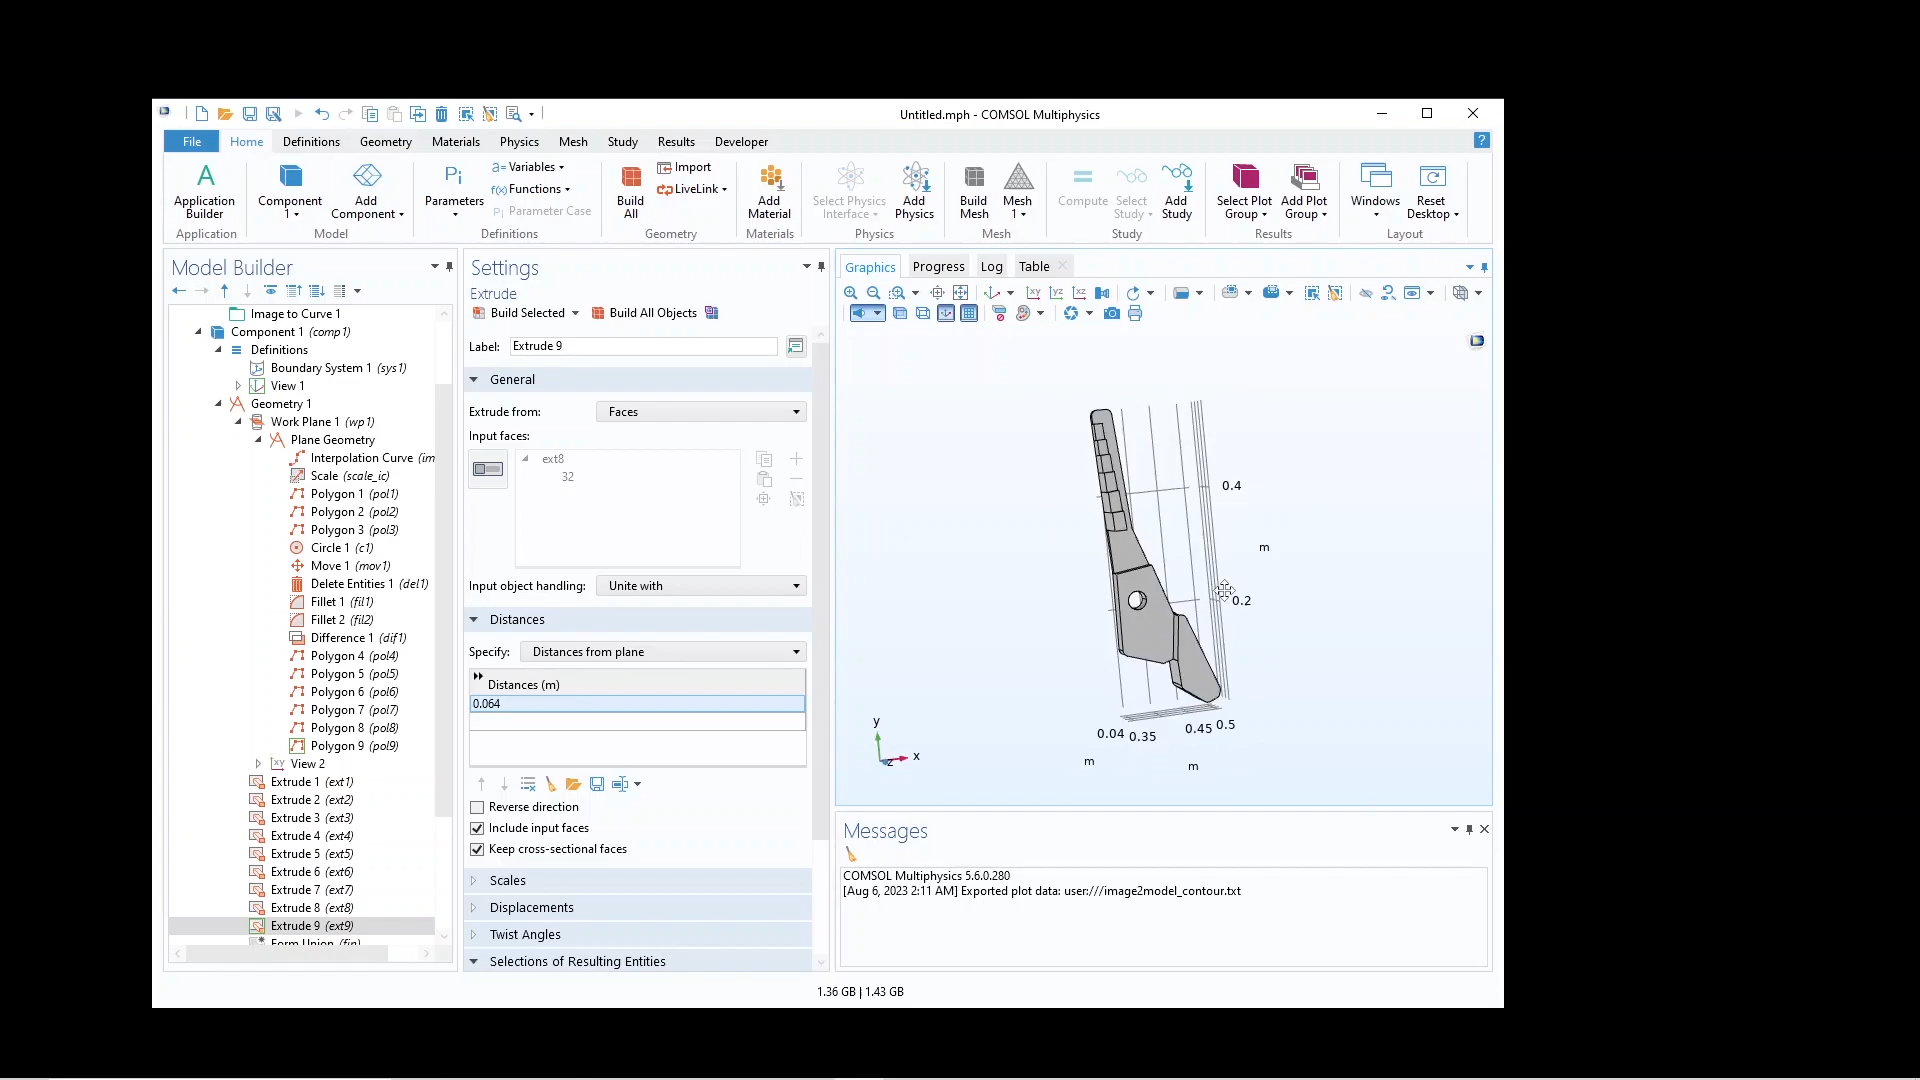 Untitled.mph - COMSOL Multiphysics
File Home Definitions Geometry Materials Physics Mesh Study Results Developer
Application Builder
Application
Component 1
Add Component
Model
Pi
Parameters
a= Variables
f(x) Functions
Pi Parameter Case
Definitions
Build All
Import
LiveLink
Geometry
Add Material
Materials
Select Physics Interface
Add Physics
Physics
Build Mesh
Mesh 1
Mesh
Compute
Select Study
Add Study
Study
Select Plot Group
Add Plot Group
Results
Windows
Reset Desktop
Layout
Model Builder
Image to Curve 1
Component 1 (comp1)
Definitions
Boundary System 1 (sys1)
View 1
Geometry 1
Work Plane 1 (wp1)
Plane Geometry
Interpolation Curve (im
Scale (scale_ic)
Polygon 1 (pol1)
Polygon 2 (pol2)
Polygon 3 (pol3)
Circle 1 (c1)
Move 1 (mov1)
Delete Entities 1 (del1)
Fillet 1 (fil1)
Fillet 2 (fil2)
Difference 1 (dif1)
Polygon 4 (pol4)
Polygon 5 (pol5)
Polygon 6 (pol6)
Polygon 7 (pol7)
Polygon 8 (pol8)
Polygon 9 (pol9)
View 2
Extrude 1 (ext1)
Extrude 2 (ext2)
Extrude 3 (ext3)
Extrude 4 (ext4)
Extrude 5 (ext5)
Extrude 6 (ext6)
Extrude 7 (ext7)
Extrude 8 (ext8)
Extrude 9 (ext9)
Form Union (fin)
Settings
Extrude
Build Selected Build All Objects
Label: Extrude 9
General
Extrude from: Faces
Input faces:
ext8
32
Input object handling: Unite with
Distances
Specify: Distances from plane
Distances (m)
0.064
Reverse direction
Include input faces
Keep cross-sectional faces
Scales
Displacements
Twist Angles
Selections of Resulting Entities
Graphics Progress Log Table
xy yz xz
0.4
m
0.2
0.04 0.35 0.45 0.5
m m
y
x
z
Messages
COMSOL Multiphysics 5.6.0.280
[Aug 6, 2023 2:11 AM] Exported plot data: user:///image2model_contour.txt
1.36 GB | 1.43 GB